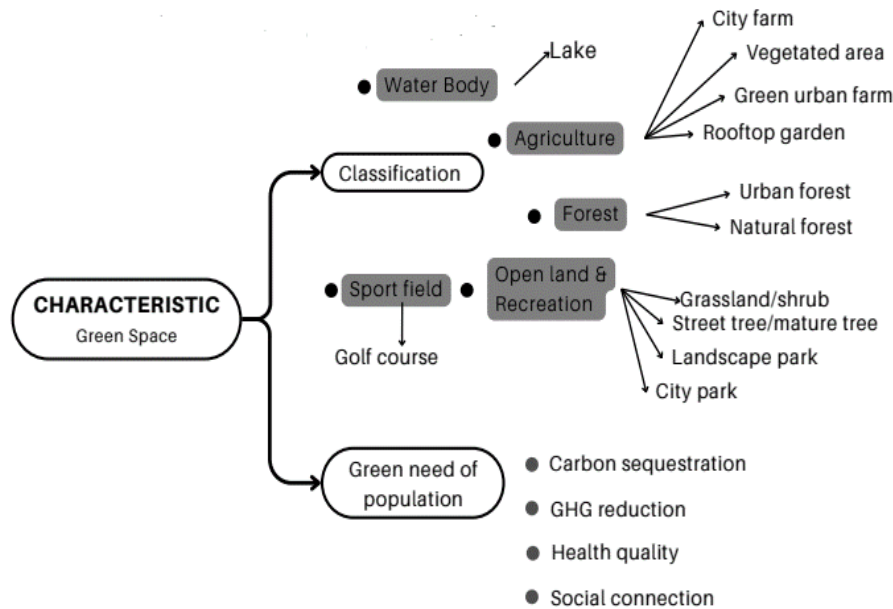 Water Body
Lake
City farm
Vegetated area
Green urban farm
Rooftop garden
Agriculture
Classification
Forest
Urban forest
Natural forest
CHARACTERISTIC
Green Space
Sport field
Golf course
Open land &
Recreation
Grassland/shrub
Street tree/mature tree
Landscape park
City park
Green need of
population
Carbon sequestration
GHG reduction
Health quality
Social connection